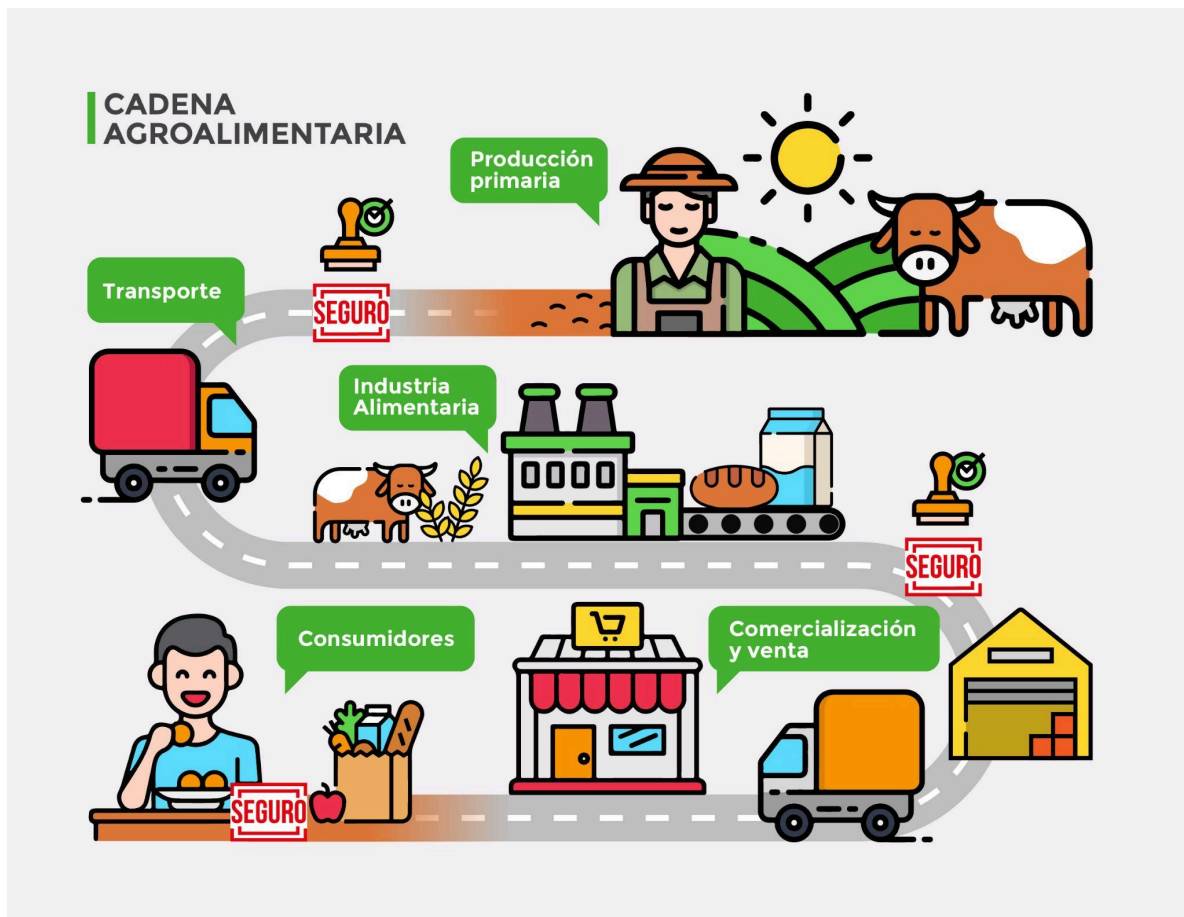 CADENA
AGROALIMENTARIA
Producción
primaria
Transporte
SEGURO
Industria
Alimentaria
SEGURO
Consumidores
Comercialización
y venta
SEGURO